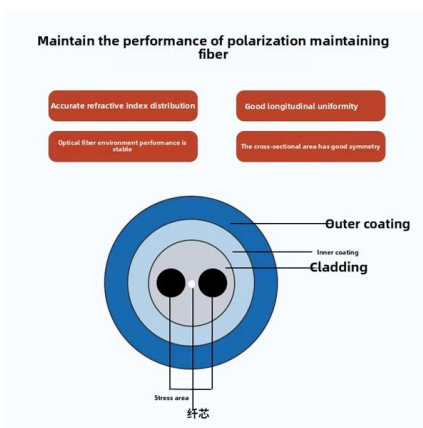 Maintain the performance of polarization maintaining
fiber
Accurate refractive index distribution
Good longitudinal uniformity
Optical fiber environment performance is
stable
The cross-sectional area has good symmetry
Outer coating
Inner coating
Cladding
Stress area
纤芯